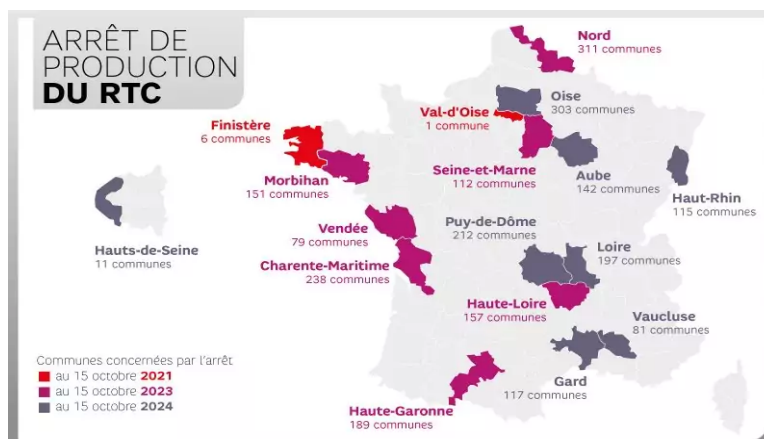 ARRÊT DE
PRODUCTION
DU RTC
Nord
311 communes
Oise
303 communes
Val-d'Oise
1 commune
Finistère
6 communes
Seine-et-Marne
112 communes
Aube
142 communes
Haut-Rhin
115 communes
Morbihan
151 communes
Vendée
79 communes
Puy-de-Dôme
212 communes
Loire
197 communes
Hauts-de-Seine
11 communes
Charente-Maritime
238 communes
Haute-Loire
157 communes
Vaucluse
81 communes
Gard
117 communes
Haute-Garonne
189 communes
Communes concernées par l'arrêt
au 15 octobre 2021
au 15 octobre 2023
au 15 octobre 2024